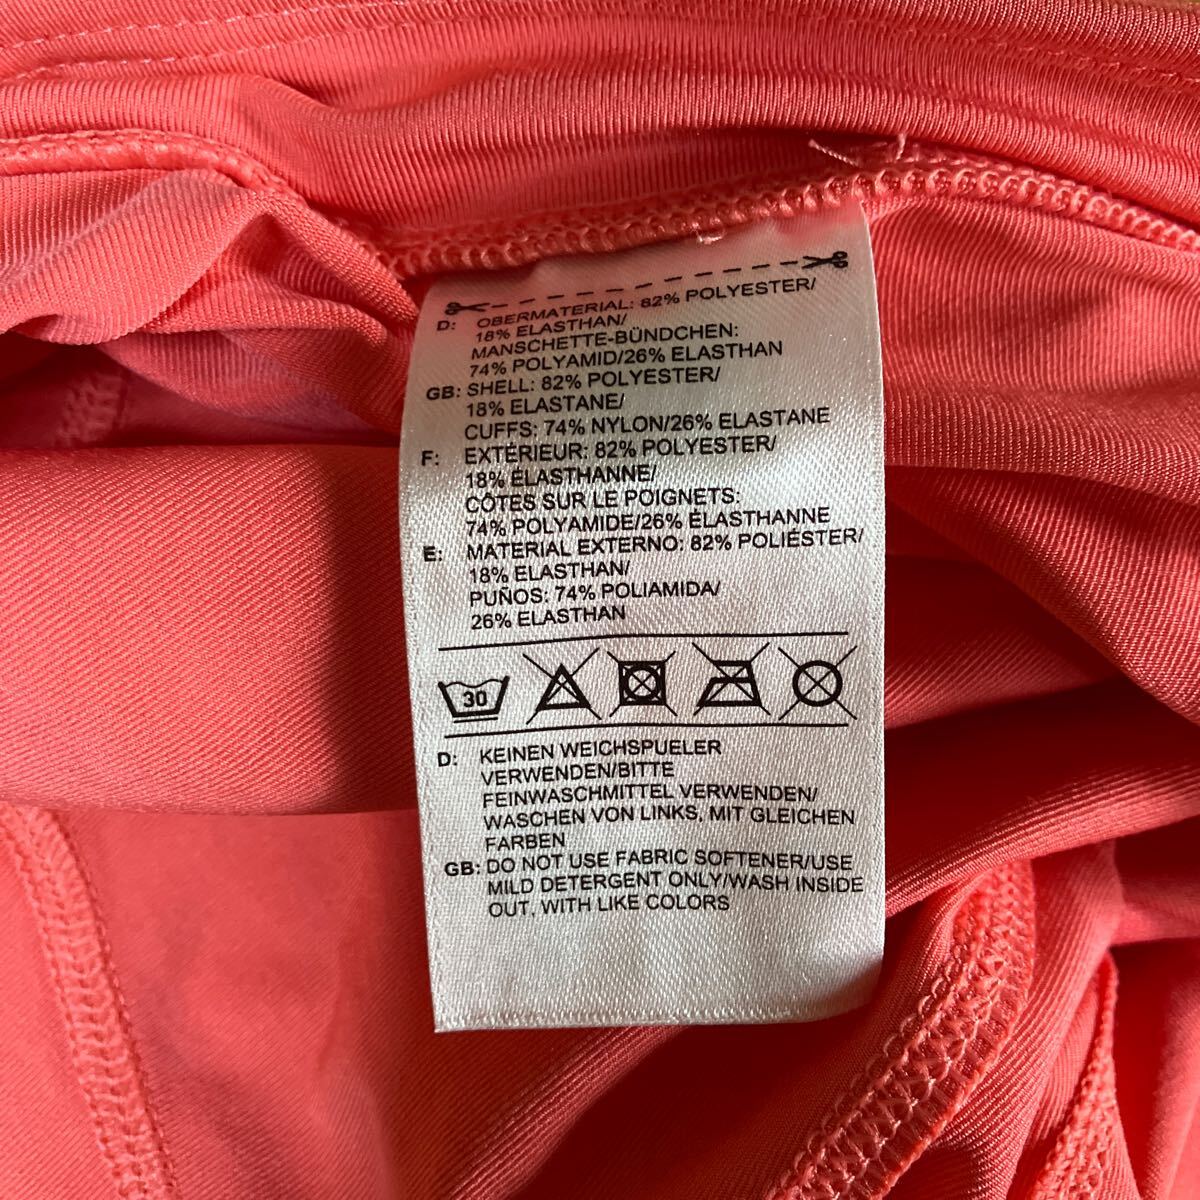 D: OBERMATERIAL: 82% POLYESTER/
18% ELASTHAN/
MANSCHETTE-BÜNDCHEN:
74% POLYAMID/26% ELASTHAN
GB: SHELL: 82% POLYESTER/
18% ELASTANE/
CUFFS: 74% NYLON/26% ELASTANE
F: EXTÉRIEUR: 82% POLYESTER/
18% ÉLASTHANNE/
CÔTES SUR LE POIGNETS:
74% POLYAMIDE/26% ÉLASTHANNE
E: MATERIAL EXTERNO: 82% POLIÉSTER/
18% ELASTHAN/
PUÑOS: 74% POLIAMIDA/
26% ELASTHAN
30
D: KEINEN WEICHSPUELER
VERWENDEN/BITTE
FEINWASCHMITTEL VERWENDEN/
WASCHEN VON LINKS, MIT GLEICHEN
FARBEN
GB: DO NOT USE FABRIC SOFTENER/USE
MILD DETERGENT ONLY/WASH INSIDE
OUT, WITH LIKE COLORS